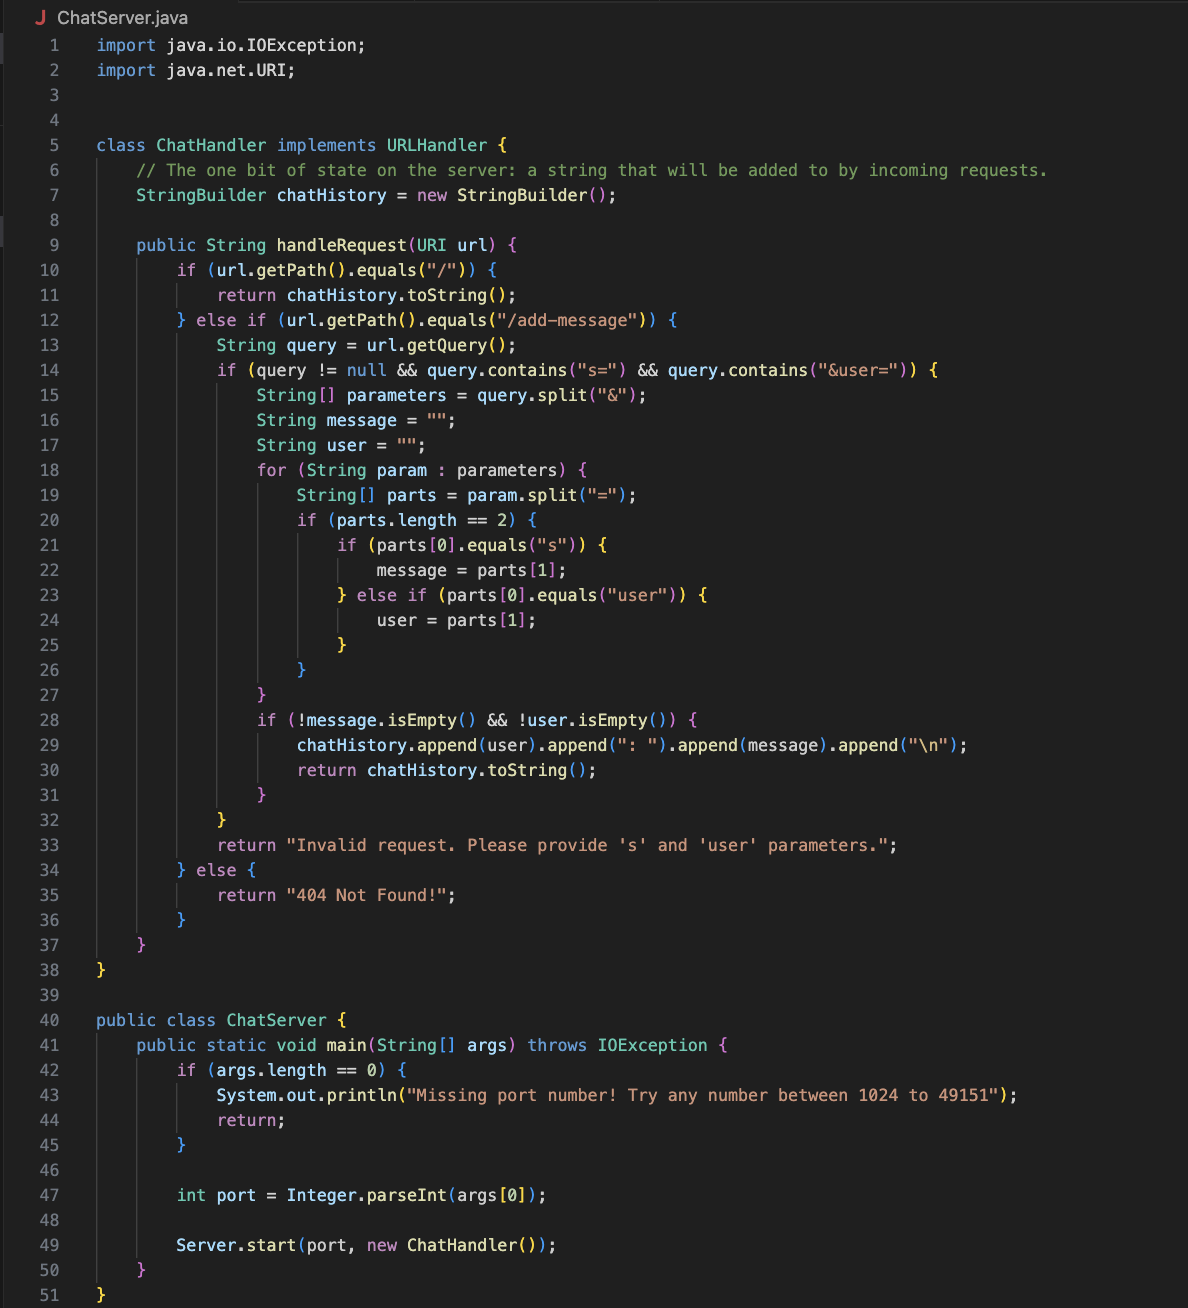 J ChatServer.java
1 import java.io.IOException;
2 import java.net.URI;
3
4
5 class ChatHandler implements URLHandler {
6     // The one bit of state on the server: a string that will be added to by incoming requests.
7     StringBuilder chatHistory = new StringBuilder();
8
9     public String handleRequest(URI url) {
10         if (url.getPath().equals("/")) {
11             return chatHistory.toString();
12         } else if (url.getPath().equals("/add-message")) {
13             String query = url.getQuery();
14             if (query != null && query.contains("s=") && query.contains("&user=")) {
15                 String[] parameters = query.split("&");
16                 String message = "";
17                 String user = "";
18                 for (String param : parameters) {
19                     String[] parts = param.split("=");
20                     if (parts.length == 2) {
21                         if (parts[0].equals("s")) {
22                             message = parts[1];
23                         } else if (parts[0].equals("user")) {
24                             user = parts[1];
25                         }
26                     }
27                 }
28                 if (!message.isEmpty() && !user.isEmpty()) {
29                     chatHistory.append(user).append(": ").append(message).append("\n");
30                     return chatHistory.toString();
31                 }
32             }
33             return "Invalid request. Please provide 's' and 'user' parameters.";
34         } else {
35             return "404 Not Found!";
36         }
37     }
38 }
39
40 public class ChatServer {
41     public static void main(String[] args) throws IOException {
42         if (args.length == 0) {
43             System.out.println("Missing port number! Try any number between 1024 to 49151");
44             return;
45         }
46
47         int port = Integer.parseInt(args[0]);
48
49         Server.start(port, new ChatHandler());
50     }
51 }